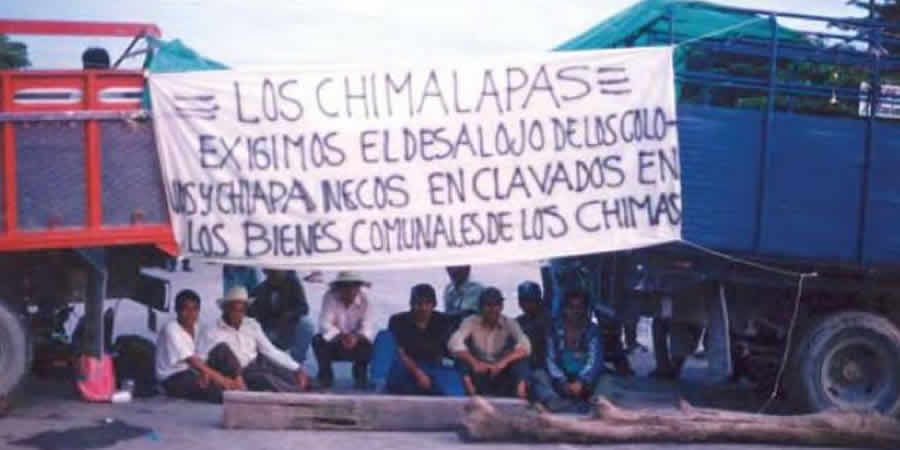 LOS CHIMALAPAS
EXIGIMOS EL DESALOJO DE LOS COLO-
NOS Y CHIAPANECOS ENCLAVADOS EN
LOS BIENES COMUNALES DE LOS CHIMAS